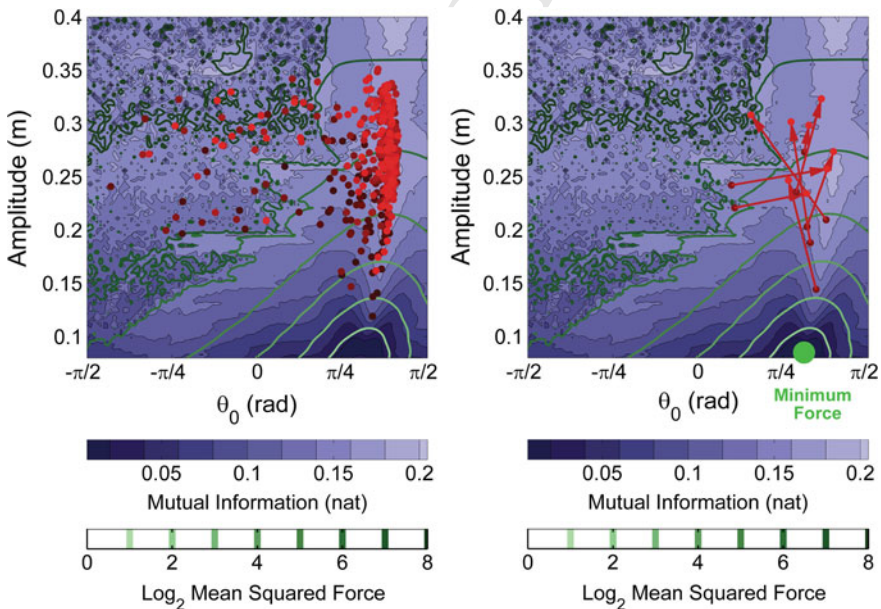 0.4
0.35
0.3
0.25
0.2
0.15
0.1
Amplitude (m)
-π/2
-π/4
0
π/4
π/2
θ0 (rad)
0.05
0.1
0.15
0.2
Mutual Information (nat)
0
2
4
6
8
Log2 Mean Squared Force
0.4
0.35
0.3
0.25
0.2
0.15
0.1
Amplitude (m)
-π/2
-π/4
0
π/4
π/2
θ0 (rad)
Minimum
Force
0.05
0.1
0.15
0.2
Mutual Information (nat)
0
2
4
6
8
Log2 Mean Squared Force